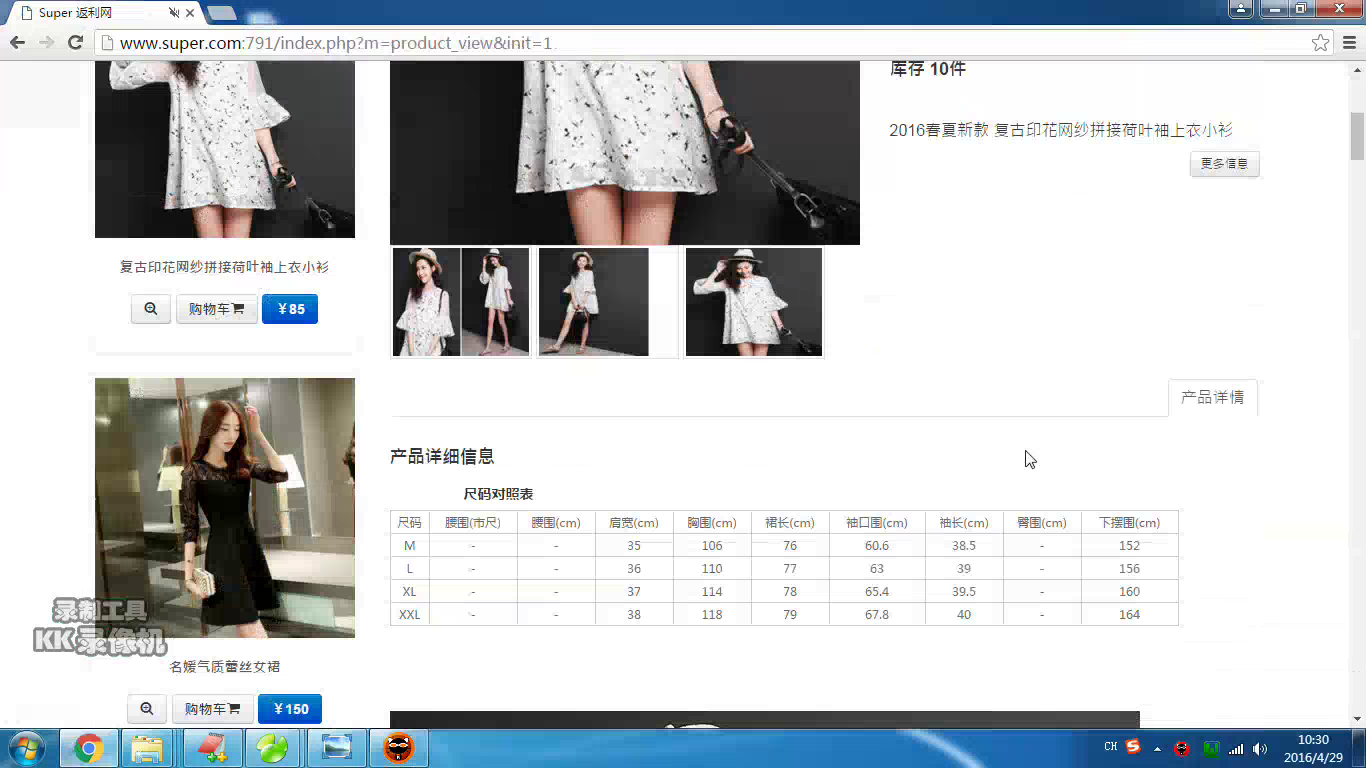 Super 返利网
www.super.com:791/index.php?m=product_view&init=1
库存 10件
2016春夏新款 复古印花网纱拼接荷叶袖上衣小衫
更多信息
复古印花网纱拼接荷叶袖上衣小衫
购物车 ¥85
产品详情
产品详细信息
尺码对照表
尺码 腰围(市尺) 腰围(cm) 肩宽(cm) 胸围(cm) 裙长(cm) 袖口围(cm) 袖长(cm) 臀围(cm) 下摆围(cm)
M - - 35 106 76 60.6 38.5 - 152
L - - 36 110 77 63 39 - 156
XL - - 37 114 78 65.4 39.5 - 160
XXL - - 38 118 79 67.8 40 - 164
录制工具
KK录像机
名媛气质蕾丝女裙
购物车 ¥150
CH
10:30
2016/4/29